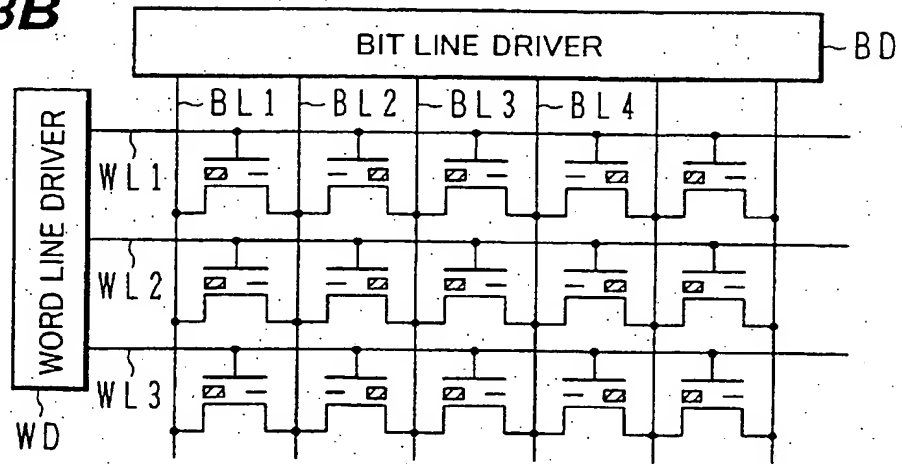 3B
BIT LINE DRIVER
BD
BL1
BL2
BL3
BL4
WORD LINE DRIVER
WL1
WL2
WL3
WD